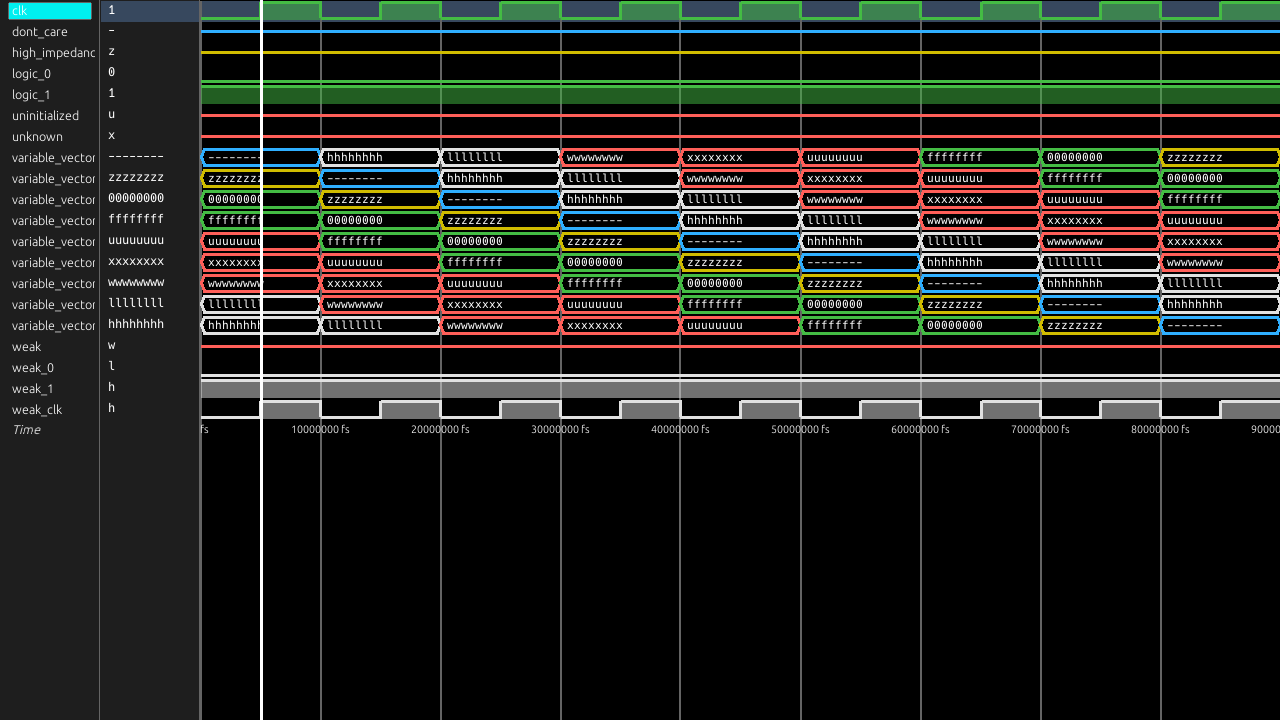 clk 1
dont_care -
high_impedanc z
logic_0 0
logic_1 1
uninitialized u
unknown x
variable_vector -------- -------- hhhhhhhh llllllll wwwwwwww xxxxxxxx uuuuuuuu ffffffff 00000000 zzzzzzzz
variable_vector zzzzzzzz zzzzzzzz -------- hhhhhhhh llllllll wwwwwwww xxxxxxxx uuuuuuuu ffffffff 00000000
variable_vector 00000000 00000000 zzzzzzzz -------- hhhhhhhh llllllll wwwwwwww xxxxxxxx uuuuuuuu ffffffff
variable_vector ffffffff ffffffff 00000000 zzzzzzzz -------- hhhhhhhh llllllll wwwwwwww xxxxxxxx uuuuuuuu
variable_vector uuuuuuuu uuuuuuuu ffffffff 00000000 zzzzzzzz -------- hhhhhhhh llllllll wwwwwwww xxxxxxxx
variable_vector xxxxxxxx xxxxxxxx uuuuuuuu ffffffff 00000000 zzzzzzzz -------- hhhhhhhh llllllll wwwwwwww
variable_vector wwwwwwww wwwwwwww xxxxxxxx uuuuuuuu ffffffff 00000000 zzzzzzzz -------- hhhhhhhh llllllll
variable_vector llllllll llllllll wwwwwwww xxxxxxxx uuuuuuuu ffffffff 00000000 zzzzzzzz -------- hhhhhhhh
variable_vector hhhhhhhh hhhhhhhh llllllll wwwwwwww xxxxxxxx uuuuuuuu ffffffff 00000000 zzzzzzzz --------
weak w
weak_0 l
weak_1 h
weak_clk h
Time fs 10000000 fs 20000000 fs 30000000 fs 40000000 fs 50000000 fs 60000000 fs 70000000 fs 80000000 fs 90000